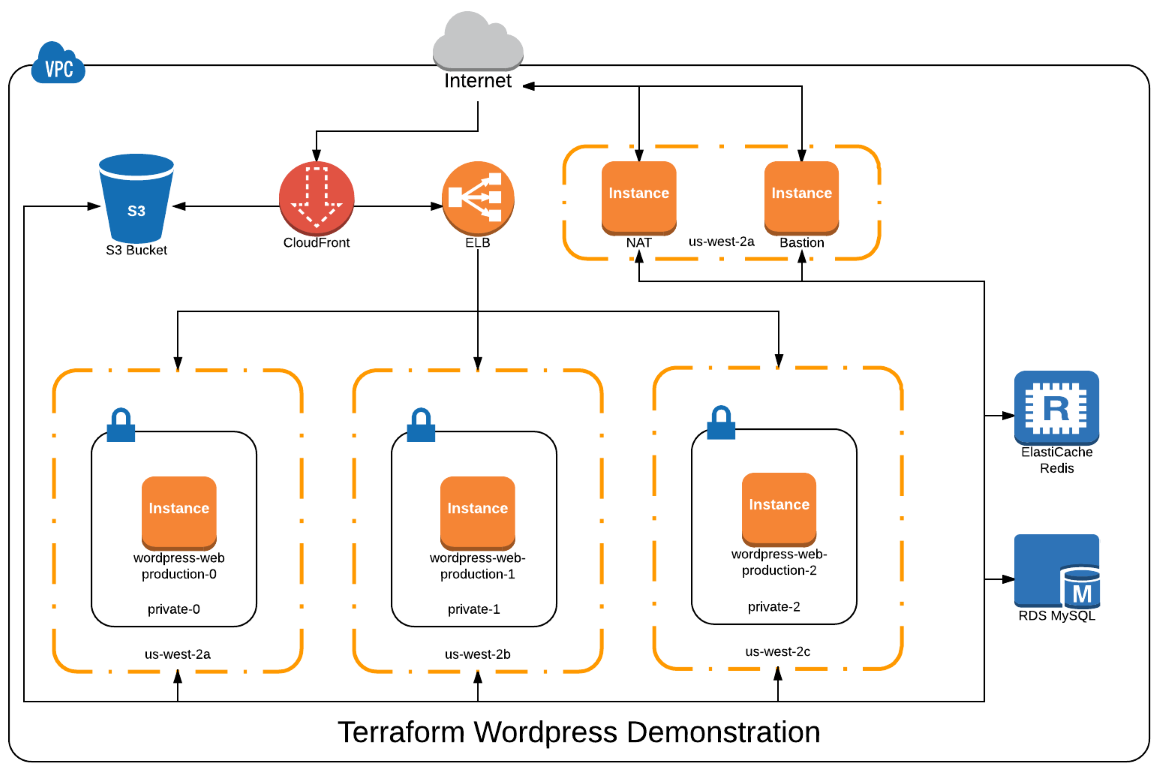 VPC
Internet
S3
S3 Bucket
CloudFront
ELB
Instance
NAT
us-west-2a
Instance
Bastion
Instance
wordpress-web
production-0
private-0
us-west-2a
Instance
wordpress-web-
production-1
private-1
us-west-2b
Instance
wordpress-web-
production-2
private-2
us-west-2c
R
ElastiCache
Redis
M
RDS MySQL
Terraform Wordpress Demonstration